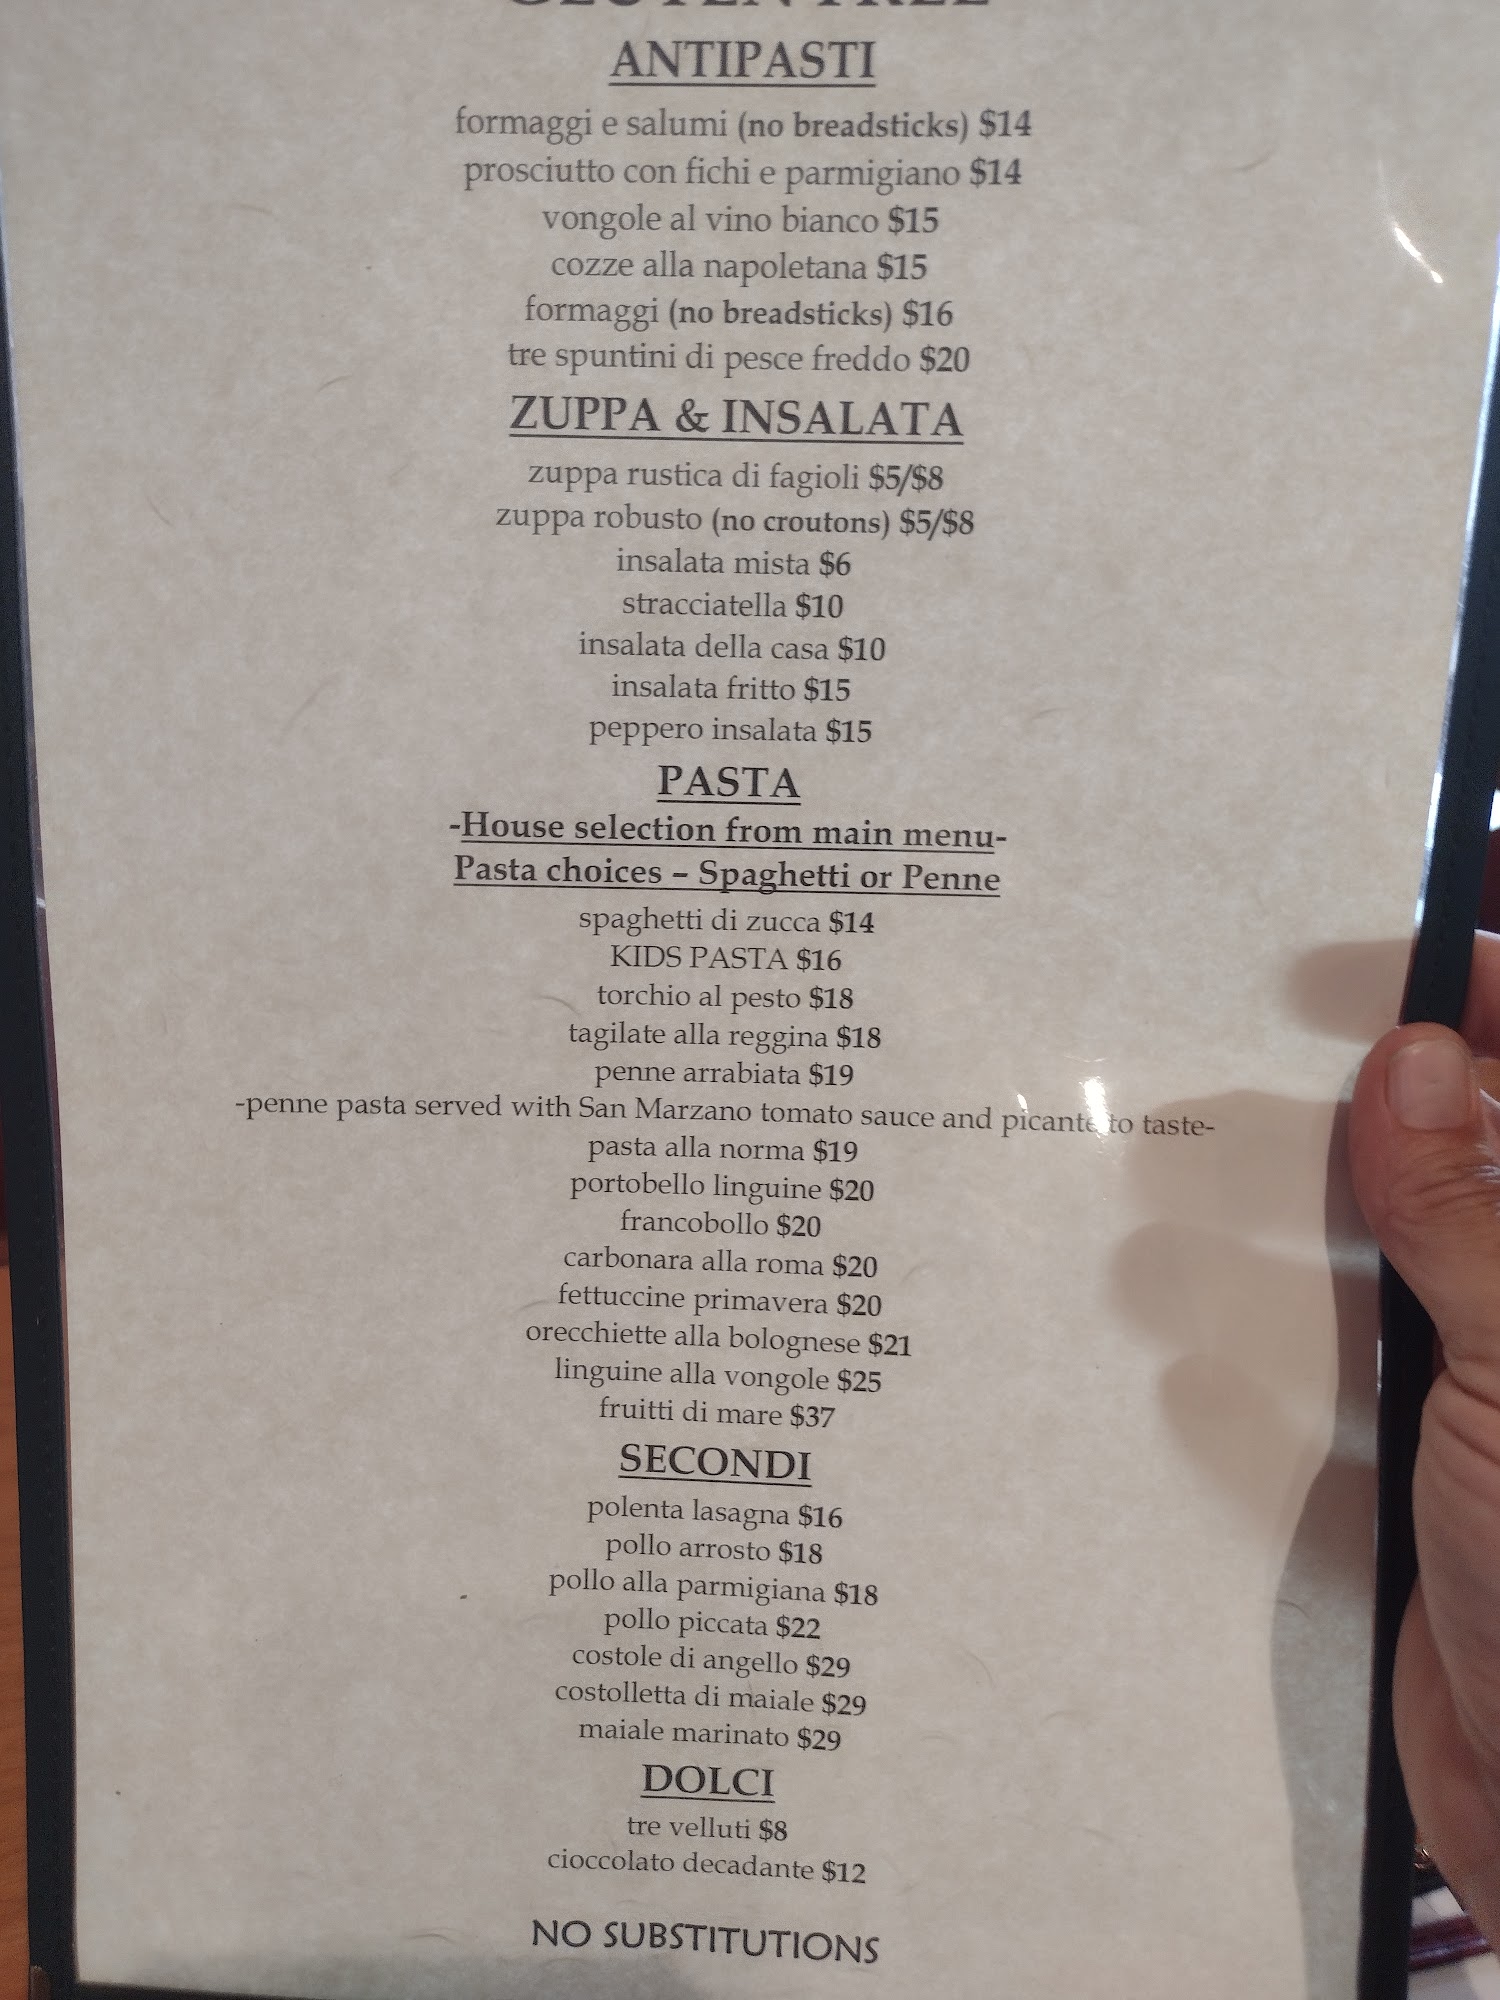 GLUTEN FREE
ANTIPASTI
formaggi e salumi (no breadsticks) $14
prosciutto con fichi e parmigiano $14
vongole al vino bianco $15
cozze alla napoletana $15
formaggi (no breadsticks) $16
tre spuntini di pesce freddo $20
ZUPPA & INSALATA
zuppa rustica di fagioli $5/$8
zuppa robusto (no croutons) $5/$8
insalata mista $6
stracciatella $10
insalata della casa $10
insalata fritto $15
peppero insalata $15
PASTA
-House selection from main menu-
Pasta choices – Spaghetti or Penne
spaghetti di zucca $14
KIDS PASTA $16
torchio al pesto $18
tagilate alla reggina $18
penne arrabiata $19
-penne pasta served with San Marzano tomato sauce and picante to taste-
pasta alla norma $19
portobello linguine $20
francobollo $20
carbonara alla roma $20
fettuccine primavera $20
orecchiette alla bolognese $21
linguine alla vongole $25
fruitti di mare $37
SECONDI
polenta lasagna $16
pollo arrosto $18
pollo alla parmigiana $18
pollo piccata $22
costole di angello $29
costolletta di maiale $29
maiale marinato $29
DOLCI
tre velluti $8
cioccolato decadante $12
NO SUBSTITUTIONS